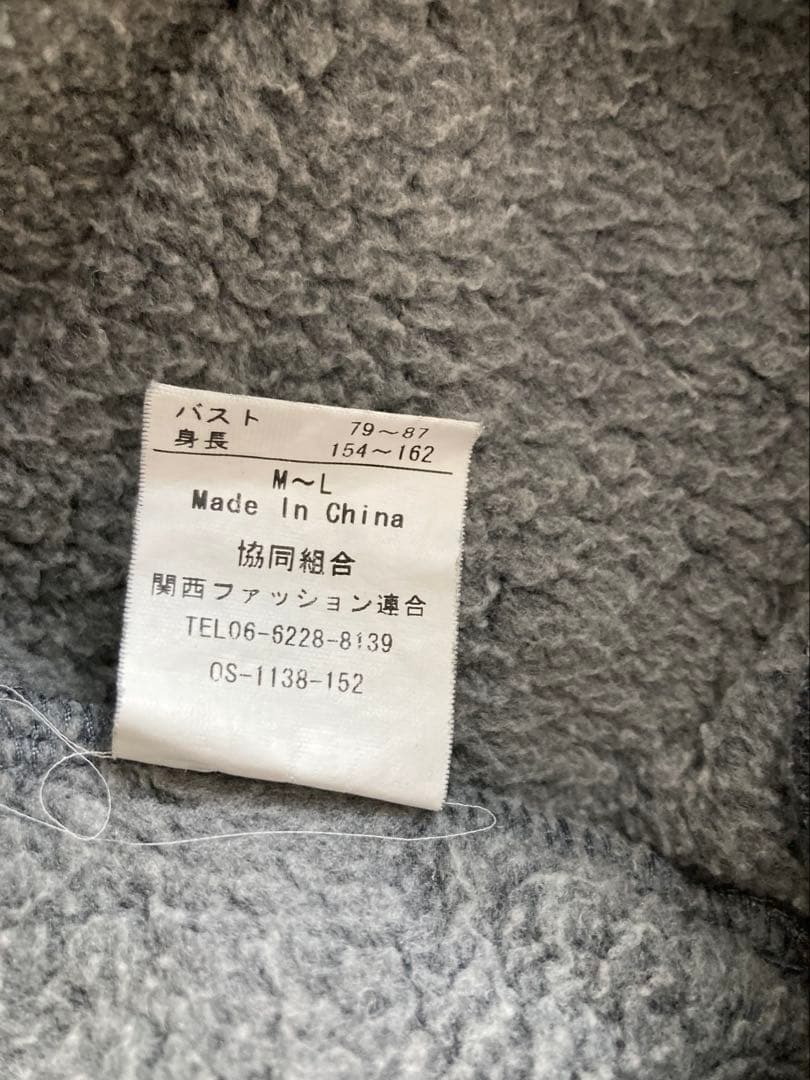 バスト 79～87
身長 154～162
M～L
Made In China
協同組合
関西ファッション連合
TEL06-6228-8139
OS-1138-152